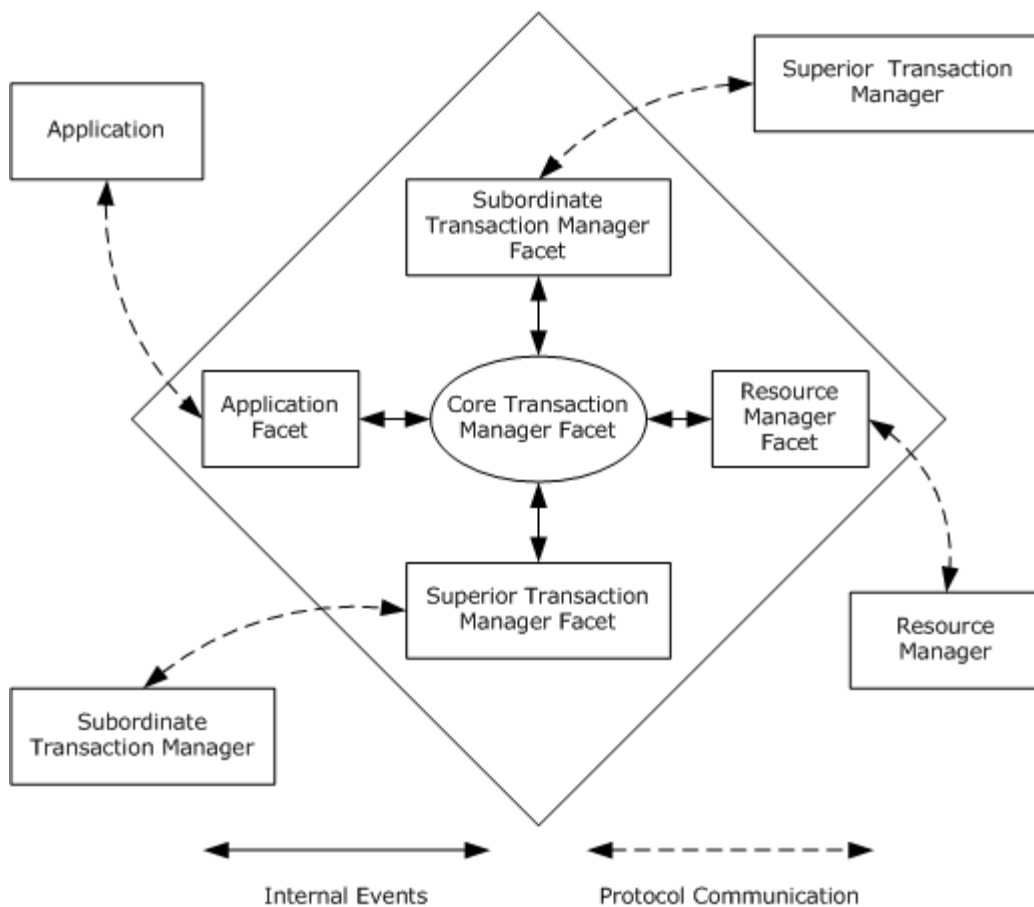 Superior Transaction
Manager
Application
Subordinate
Transaction Manager
Facet
Application
Facet
Core Transaction
Manager Facet
Resource
Manager
Facet
Superior Transaction
Manager Facet
Resource
Manager
Subordinate
Transaction Manager
Internal Events
Protocol Communication